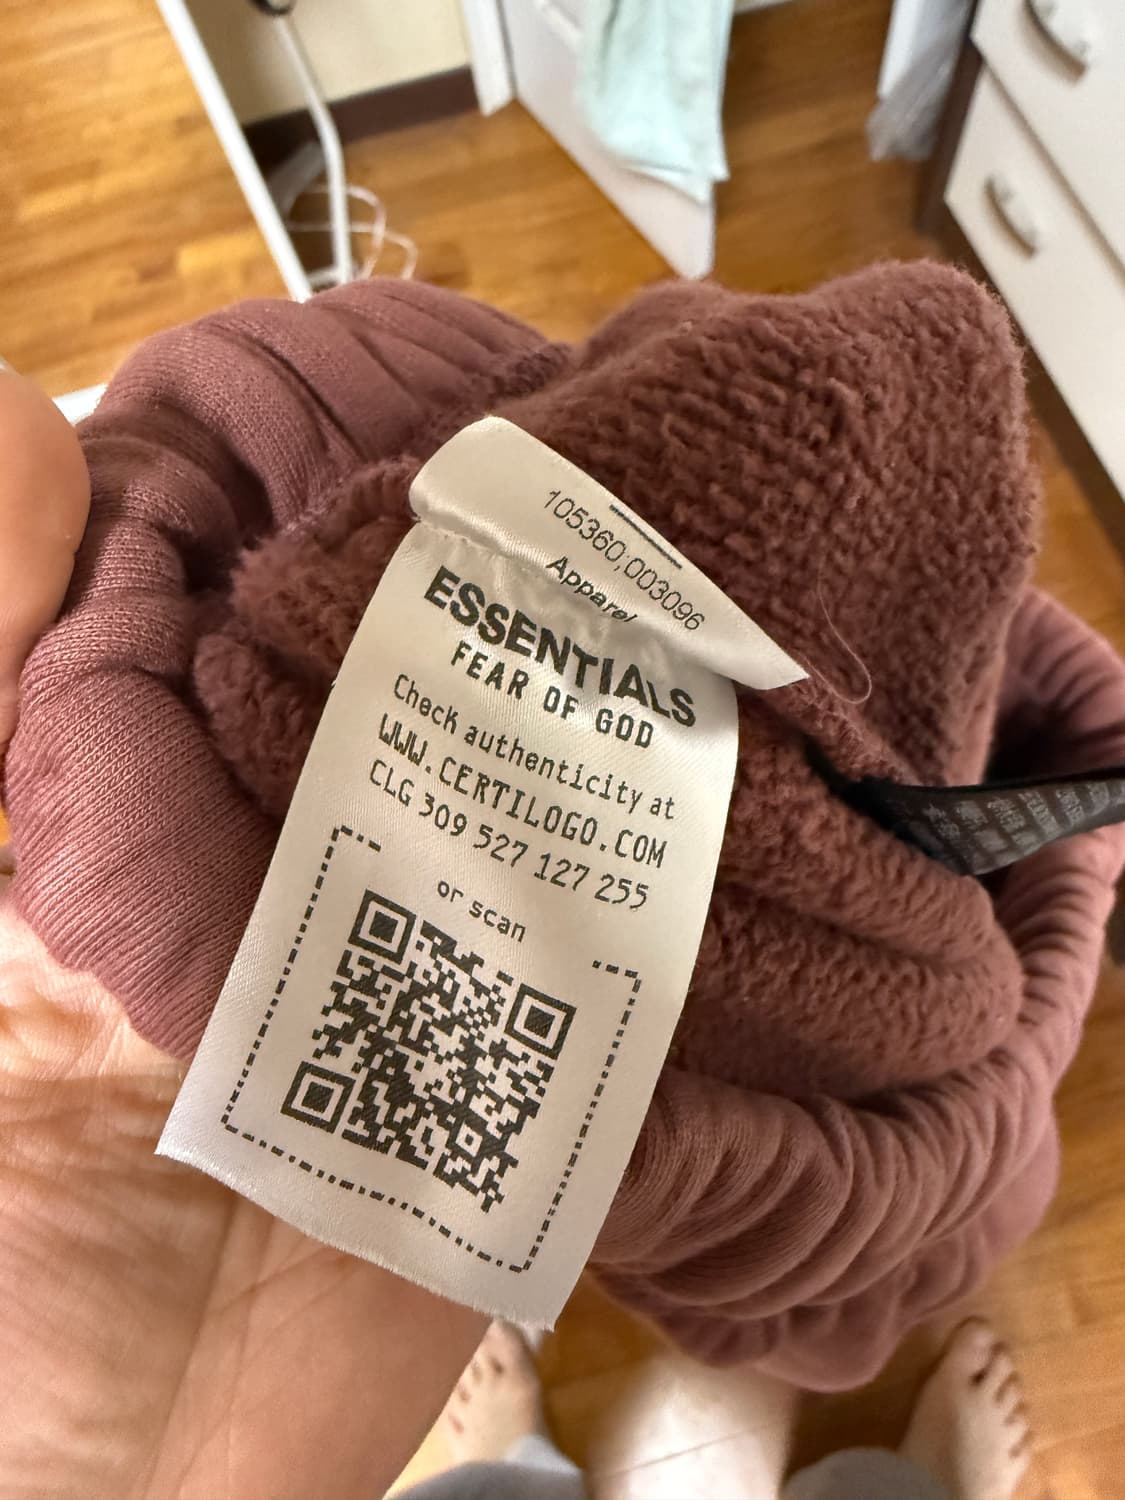 105360;003096
Apparel
ESSENTIALS
FEAR OF GOD
Check authenticity at
WWW.CERTILOGO.COM
CLG 309 527 127 255
or scan